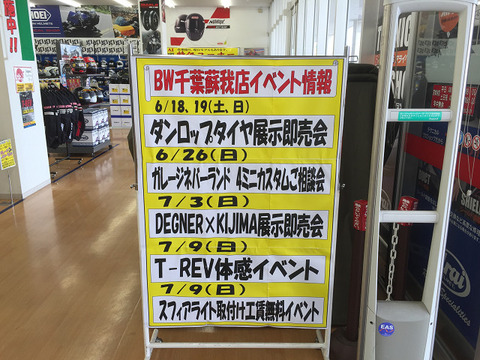 SHOEI
BW千葉蘇我店イベント情報
6/18,19(土、日)
ダンロップタイヤ展示即売会
6/26(日)
ガレージネバーランド 4ミニカスタムご相談会
7/3(日)
DEGNER×KIJIMA展示即売会
7/9(日)
T-REV体感イベント
7/9(日)
スフィアライト取付け工賃無料イベント
EAS
Arai